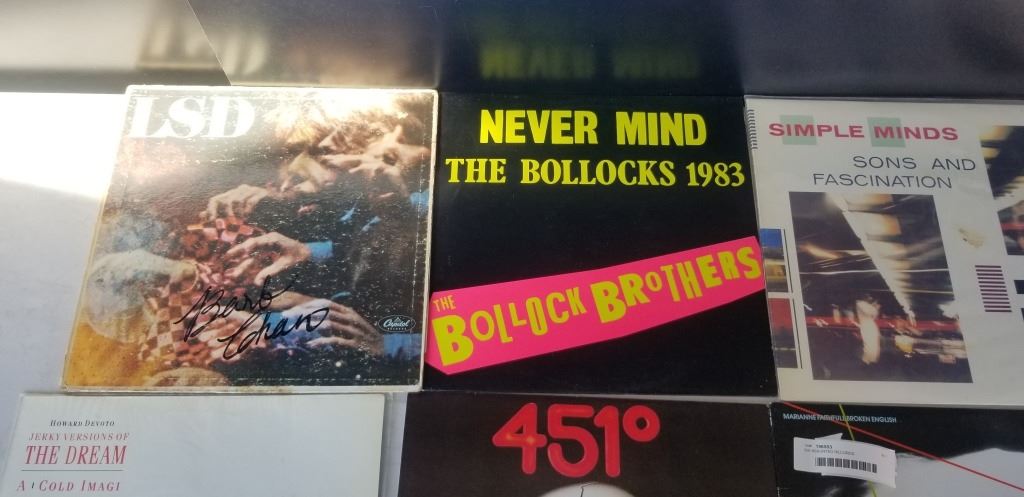 LSD
Barb
Capitol
NEVER MIND
THE BOLLOCKS 1983
THE
BOLLOCK BROTHERS
SIMPLE MINDS
SONS AND
FASCINATION
HOWARD DEVOTO
JERKY VERSIONS OF
THE DREAM
A COLD IMAGI
451°
MARIANNE FAITHFULL BROKEN ENGLISH